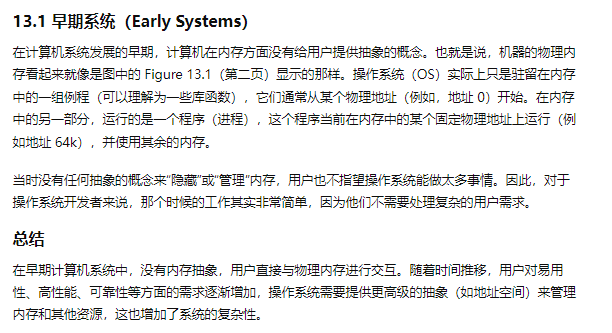 13.1 早期系统（Early Systems）
在计算机系统发展的早期，计算机在内存方面没有给用户提供抽象的概念。也就是说，机器的物理内
存看起来就像是图中的 Figure 13.1（第二页）显示的那样。操作系统（OS）实际上只是驻留在内存
中的一组例程（可以理解为一些库函数），它们通常从某个物理地址（例如，地址 0）开始。在内存
中的另一部分，运行的是一个程序（进程），这个程序当前在内存中的某个固定物理地址上运行（例
如地址 64k），并使用其余的内存。
当时没有任何抽象的概念来“隐藏”或“管理”内存，用户也不指望操作系统能做太多事情。因此，对于
操作系统开发者来说，那个时候的工作其实非常简单，因为他们不需要处理复杂的用户需求。
总结
在早期计算机系统中，没有内存抽象，用户直接与物理内存进行交互。随着时间推移，用户对易用
性、高性能、可靠性等方面的需求逐渐增加，操作系统需要提供更高级的抽象（如地址空间）来管理
内存和其他资源，这也增加了系统的复杂性。